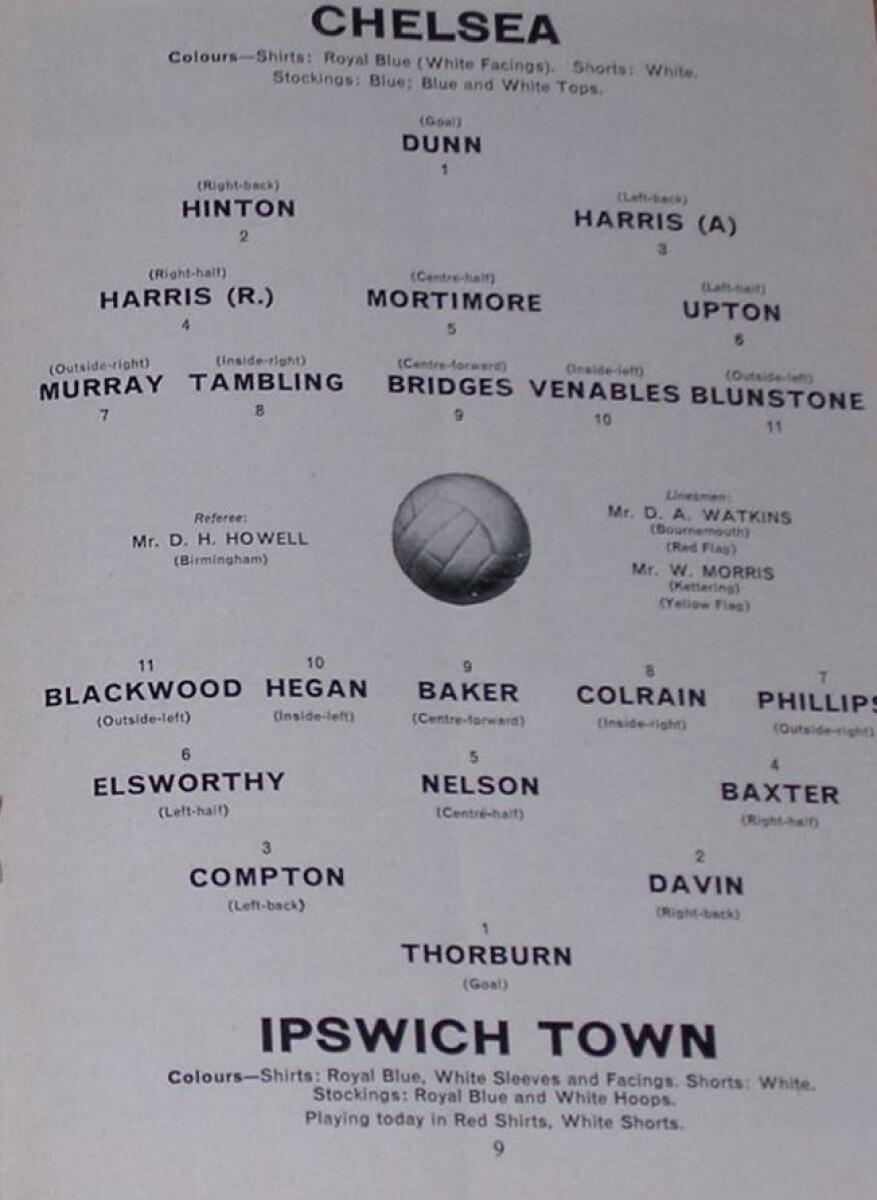 CHELSEA
Colours—Shirts: Royal Blue (White Facings). Shorts: White.
Stockings: Blue; Blue and White Tops.
(Goal)
DUNN
1
(Right-back) (Left-back)
HINTON HARRIS (A)
2 3
(Right-half) (Centre-half) (Left-half)
HARRIS (R.) MORTIMORE UPTON
4 5 6
(Outside-right) (Inside-right) (Centre-forward) (Inside-left) (Outside-left)
MURRAY TAMBLING BRIDGES VENABLES BLUNSTONE
7 8 9 10 11
Referee:
Mr. D. H. HOWELL
(Birmingham)
Linesmen:
Mr. D. A. WATKINS
(Bournemouth)
(Red Flag)
Mr. W. MORRIS
(Kettering)
(Yellow Flag)
11 10 9 8 7
BLACKWOOD HEGAN BAKER COLRAIN PHILLIPS
(Outside-left) (Inside-left) (Centre-forward) (Inside-right) (Outside-right)
6 5 4
ELSWORTHY NELSON BAXTER
(Left-half) (Centre-half) (Right-half)
3 2
COMPTON DAVIN
(Left-back) (Right-back)
1
THORBURN
(Goal)
IPSWICH TOWN
Colours—Shirts: Royal Blue, White Sleeves and Facings. Shorts: White.
Stockings: Royal Blue and White Hoops.
Playing today in Red Shirts, White Shorts.
9